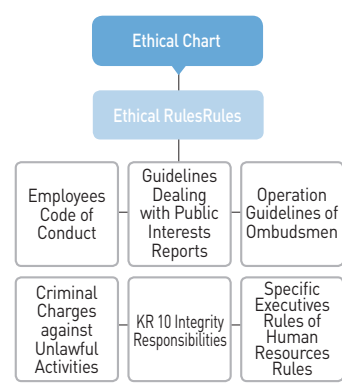 Ethical Chart
Ethical RulesRules
Employees
Code of
Conduct
Guidelines
Dealing
with Public
Interests
Reports
Operation
Guidelines of
Ombudsmen
Criminal
Charges
against
Unlawful
Activities
KR 10 Integrity
Responsibilities
Specific
Executives
Rules of
Human
Resources
Rules